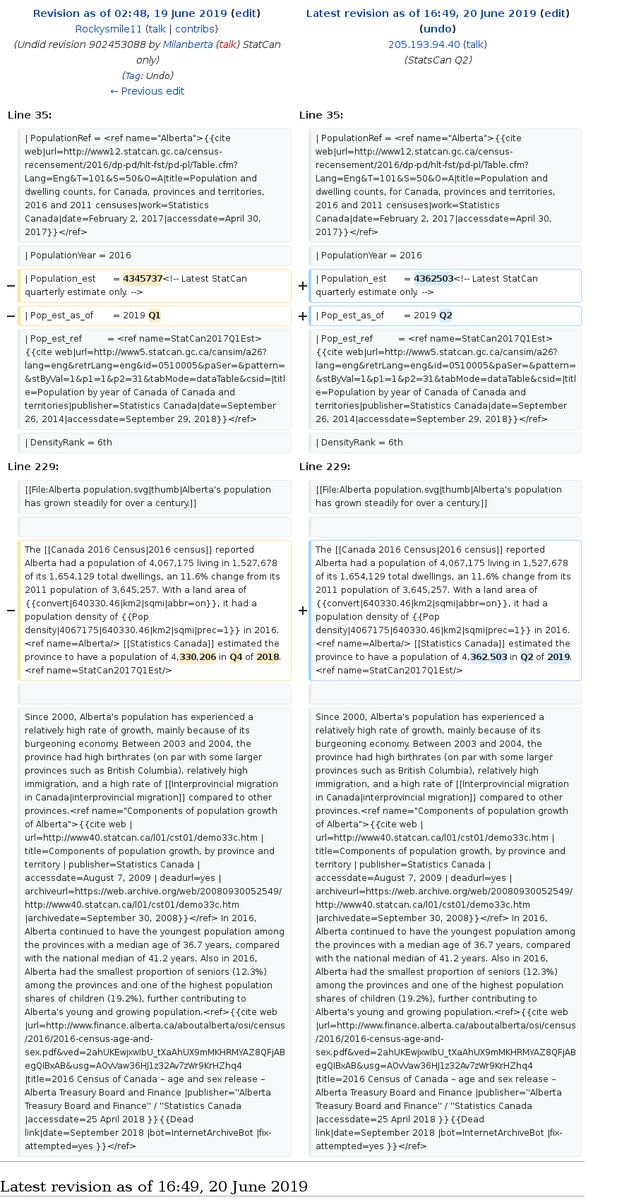 Revision as of 02:48, 19 June 2019 (edit)
Rockysmile11 (talk | contribs)
(Undid revision 902453088 by Milanberta (talk) StatCan
only)
(Tag: Undo)
← Previous edit
Latest revision as of 16:49, 20 June 2019 (edit)
(undo)
205.193.94.40 (talk)
(StatsCan Q2)
Line 35:
| PopulationRef = <ref name="Alberta">{{cite
web|url=http://www12.statcan.gc.ca/census-
recensement/2016/dp-pd/hlt-fst/pd-pl/Table.cfm?
Lang=Eng&T=101&S=50&O=A|title=Population and
dwelling counts, for Canada, provinces and territories,
2016 and 2011 censuses|work=Statistics
Canada|date=February 2, 2017|accessdate=April 30,
2017}}</ref>
| PopulationYear = 2016
− | Population_est = 4345737<!-- Latest StatCan
quarterly estimate only. -->
− | Pop_est_as_of = 2019 Q1
| Pop_est_ref = <ref name=StatCan2017Q1Est>
{{cite web|url=http://www5.statcan.gc.ca/cansim/a26?
lang=eng&retrLang=eng&id=0510005&paSer=&pattern=
&stByVal=1&p1=1&p2=31&tabMode=dataTable&csid=|titl
e=Population by year of Canada of Canada and
territories|publisher=Statistics Canada|date=September
26, 2014|accessdate=September 29, 2018}}</ref>
| DensityRank = 6th
Line 35:
| PopulationRef = <ref name="Alberta">{{cite
web|url=http://www12.statcan.gc.ca/census-
recensement/2016/dp-pd/hlt-fst/pd-pl/Table.cfm?
Lang=Eng&T=101&S=50&O=A|title=Population and
dwelling counts, for Canada, provinces and territories,
2016 and 2011 censuses|work=Statistics
Canada|date=February 2, 2017|accessdate=April 30,
2017}}</ref>
| PopulationYear = 2016
+ | Population_est = 4362503<!-- Latest StatCan
quarterly estimate only. -->
+ | Pop_est_as_of = 2019 Q2
| Pop_est_ref = <ref name=StatCan2017Q1Est>
{{cite web|url=http://www5.statcan.gc.ca/cansim/a26?
lang=eng&retrLang=eng&id=0510005&paSer=&pattern=
&stByVal=1&p1=1&p2=31&tabMode=dataTable&csid=|titl
e=Population by year of Canada of Canada and
territories|publisher=Statistics Canada|date=September
26, 2014|accessdate=September 29, 2018}}</ref>
| DensityRank = 6th
Line 229:
[[File:Alberta population.svg|thumb|Alberta's population
has grown steadily for over a century.]]
− The [[Canada 2016 Census|2016 census]] reported
Alberta had a population of 4,067,175 living in 1,527,678
of its 1,654,129 total dwellings, an 11.6% change from its
2011 population of 3,645,257. With a land area of
{{convert|640330.46|km2|sqmi|abbr=on}}, it had a
population density of {{Pop
density|4067175|640330.46|km2|sqmi|prec=1}} in 2016.
<ref name=Alberta/> [[Statistics Canada]] estimated the
province to have a population of 4,330,206 in Q4 of 2018.
<ref name=StatCan2017Q1Est/>
Since 2000, Alberta's population has experienced a
relatively high rate of growth, mainly because of its
burgeoning economy. Between 2003 and 2004, the
province had high birthrates (on par with some larger
provinces such as British Columbia), relatively high
immigration, and a high rate of [[Interprovincial migration
in Canada|interprovincial migration]] compared to other
provinces.<ref name="Components of population growth
of Alberta">{{cite web |
url=http://www40.statcan.ca/l01/cst01/demo33c.htm |
title=Components of population growth, by province and
territory | publisher=Statistics Canada |
accessdate=August 7, 2009 | deadurl=yes |
archiveurl=https://web.archive.org/web/20080930052549/
http://www40.statcan.ca/l01/cst01/demo33c.htm
|archivedate=September 30, 2008}}</ref> In 2016,
Alberta continued to have the youngest population among
the provinces with a median age of 36.7 years, compared
with the national median of 41.2 years. Also in 2016,
Alberta had the smallest proportion of seniors (12.3%)
among the provinces and one of the highest population
shares of children (19.2%), further contributing to
Alberta's young and growing population.<ref>{{cite web
|url=http://www.finance.alberta.ca/aboutalberta/osi/census
/2016/2016-census-age-and-
sex.pdf&ved=2ahUKEwjxwIbU_tXaAhUX9mMKHRMYAZ8QFjAB
egQIBxAB&usg=AOvVaw36HJ1z32Av7zWr9KrHZhq4
|title=2016 Census of Canada – age and sex release –
Alberta Treasury Board and Finance |publisher=''Alberta
Treasury Board and Finance'' / ''Statistics Canada
|accessdate=25 April 2018 }} {{Dead
link|date=September 2018 |bot=InternetArchiveBot |fix-
attempted=yes }}</ref>
Line 229:
[[File:Alberta population.svg|thumb|Alberta's population
has grown steadily for over a century.]]
+ The [[Canada 2016 Census|2016 census]] reported
Alberta had a population of 4,067,175 living in 1,527,678
of its 1,654,129 total dwellings, an 11.6% change from its
2011 population of 3,645,257. With a land area of
{{convert|640330.46|km2|sqmi|abbr=on}}, it had a
population density of {{Pop
density|4067175|640330.46|km2|sqmi|prec=1}} in 2016.
<ref name=Alberta/> [[Statistics Canada]] estimated the
province to have a population of 4,362,503 in Q2 of 2019.
<ref name=StatCan2017Q1Est/>
Since 2000, Alberta's population has experienced a
relatively high rate of growth, mainly because of its
burgeoning economy. Between 2003 and 2004, the
province had high birthrates (on par with some larger
provinces such as British Columbia), relatively high
immigration, and a high rate of [[Interprovincial migration
in Canada|interprovincial migration]] compared to other
provinces.<ref name="Components of population growth
of Alberta">{{cite web |
url=http://www40.statcan.ca/l01/cst01/demo33c.htm |
title=Components of population growth, by province and
territory | publisher=Statistics Canada |
accessdate=August 7, 2009 | deadurl=yes |
archiveurl=https://web.archive.org/web/20080930052549/
http://www40.statcan.ca/l01/cst01/demo33c.htm
|archivedate=September 30, 2008}}</ref> In 2016,
Alberta continued to have the youngest population among
the provinces with a median age of 36.7 years, compared
with the national median of 41.2 years. Also in 2016,
Alberta had the smallest proportion of seniors (12.3%)
among the provinces and one of the highest population
shares of children (19.2%), further contributing to
Alberta's young and growing population.<ref>{{cite web
|url=http://www.finance.alberta.ca/aboutalberta/osi/census
/2016/2016-census-age-and-
sex.pdf&ved=2ahUKEwjxwIbU_tXaAhUX9mMKHRMYAZ8QFjAB
egQIBxAB&usg=AOvVaw36HJ1z32Av7zWr9KrHZhq4
|title=2016 Census of Canada – age and sex release –
Alberta Treasury Board and Finance |publisher=''Alberta
Treasury Board and Finance'' / ''Statistics Canada
|accessdate=25 April 2018 }} {{Dead
link|date=September 2018 |bot=InternetArchiveBot |fix-
attempted=yes }}</ref>
Latest revision as of 16:49, 20 June 2019